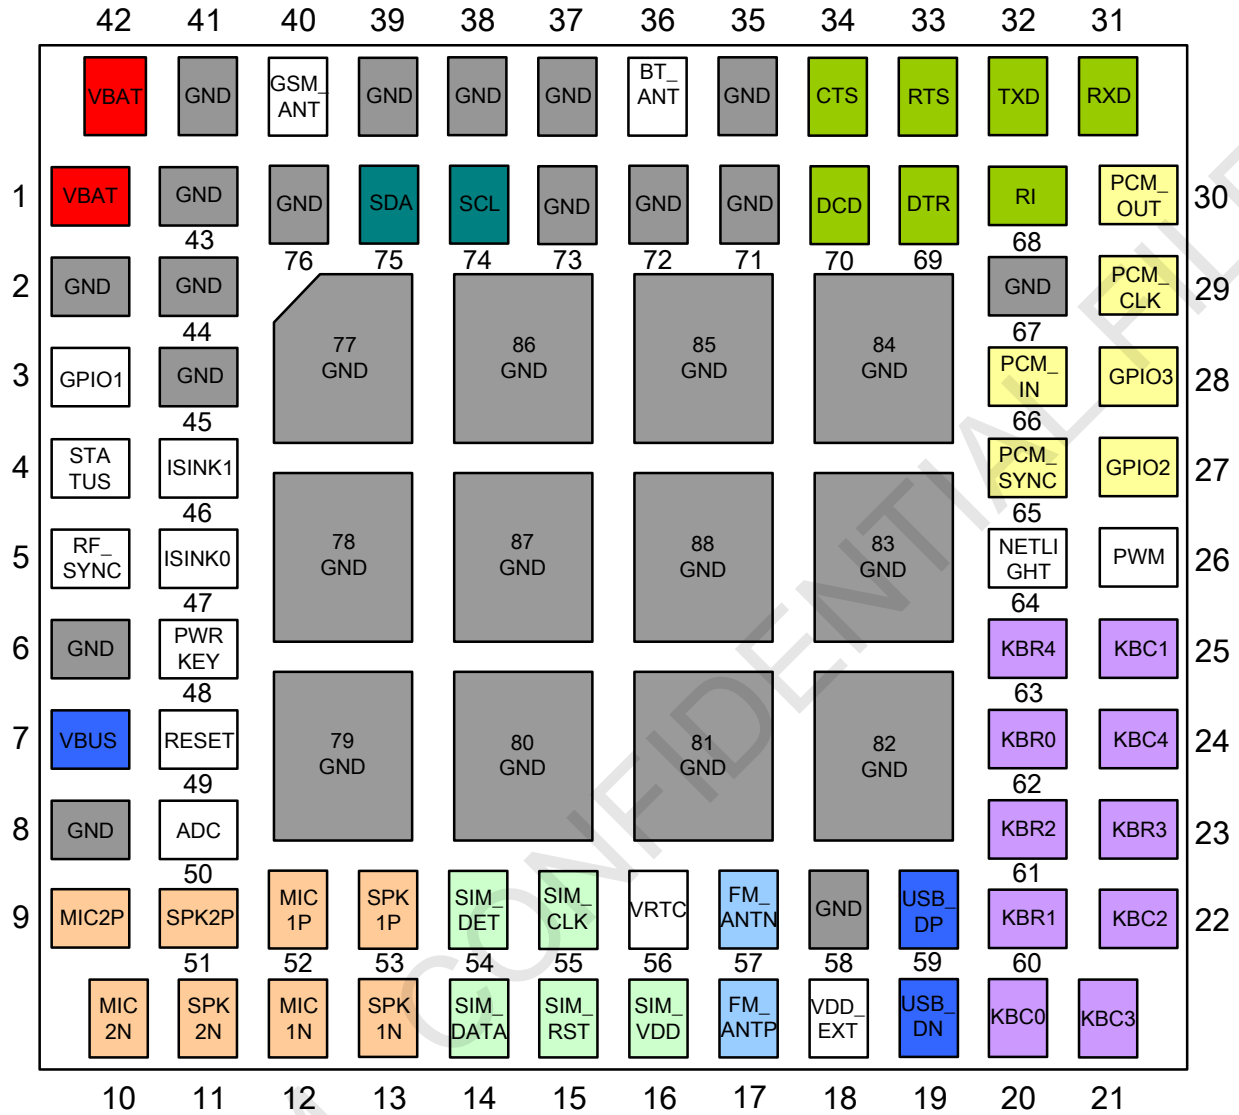 42 41 40 39 38 37 36 35 34 33 32 31
VBAT GND GSM_ GND GND GND BT_ GND CTS RTS TXD RXD
ANT ANT
1 VBAT GND GND SDA SCL GND GND GND DCD DTR RI PCM_ 30
OUT
43 68
76 75 74 73 72 71 70 69
2 GND GND GND PCM_ 29
CLK
44 67
77 86 85 84
GND GND GND GND
3 GPIO1 GND PCM_ GPIO3 28
IN
45 66
4 STA ISINK1 PCM_ GPIO2 27
TUS SYNC
46 65
78 87 88 83
GND GND GND GND
5 RF_ ISINK0 NETLI PWM 26
SYNC GHT
47 64
6 GND PWR KBR4 KBC1 25
KEY
48 63
7 VBUS RESET KBR0 KBC4 24
79 80 81 82
GND GND GND GND
49 62
8 GND ADC KBR2 KBR3 23
50 61
9 MIC2P SPK2P MIC SPK SIM_ SIM_ VRTC FM_ GND USB_ KBR1 KBC2 22
1P 1P DET CLK ANTN DP
51 52 53 54 55 56 57 58 59 60
MIC SPK MIC SPK SIM_ SIM_ SIM_ FM_ VDD_ USB_ KBC0 KBC3
2N 2N 1N 1N DATA RST VDD ANTP EXT DN
10 11 12 13 14 15 16 17 18 19 20 21
CONFIDENTIAL FILE